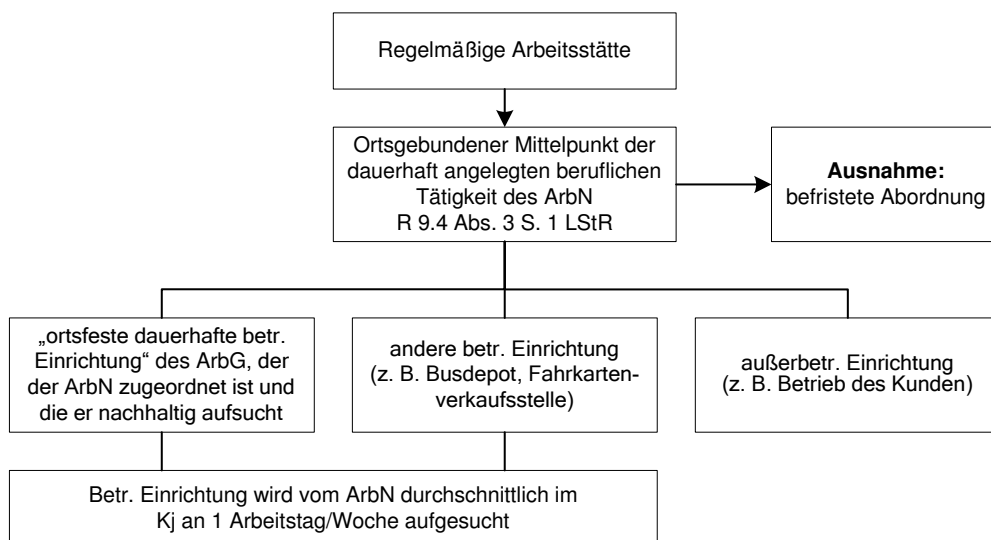 Regelmäßige Arbeitsstätte
Ortsgebundener Mittelpunkt der
dauerhaft angelegten beruflichen
Tätigkeit des ArbN
R 9.4 Abs. 3 S. 1 LStR
Ausnahme:
befristete Abordnung
„ortsfeste dauerhafte betr.
Einrichtung“ des ArbG, der
der ArbN zugeordnet ist und
die er nachhaltig aufsucht
andere betr. Einrichtung
(z. B. Busdepot, Fahrkarten-
verkaufsstelle)
außerbetr. Einrichtung
(z. B. Betrieb des Kunden)
Betr. Einrichtung wird vom ArbN durchschnittlich im
Kj an 1 Arbeitstag/Woche aufgesucht